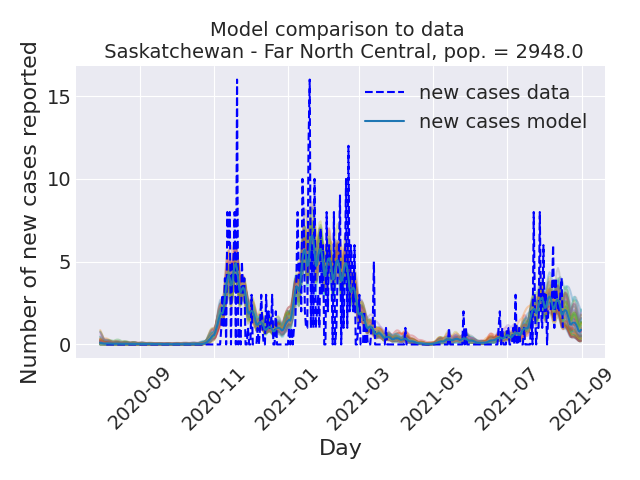 Model comparison to data
Saskatchewan - Far North Central, pop. = 2948.0
Number of new cases reported
15
10
5
0
new cases data
new cases model
2020-09
2020-11
2021-01
2021-03
2021-05
2021-07
2021-09
Day